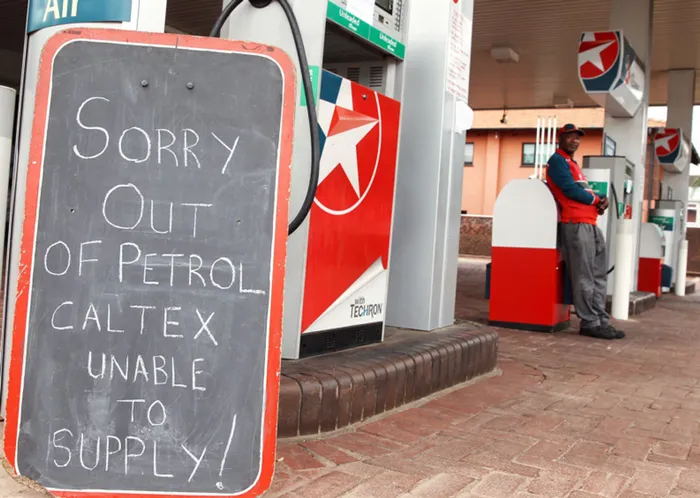 Air
SORRY
OUT
OF PETROL
CALTEX
UNABLE
TO
SUPPLY!
Unleaded
Unleaded
with
TECHRON